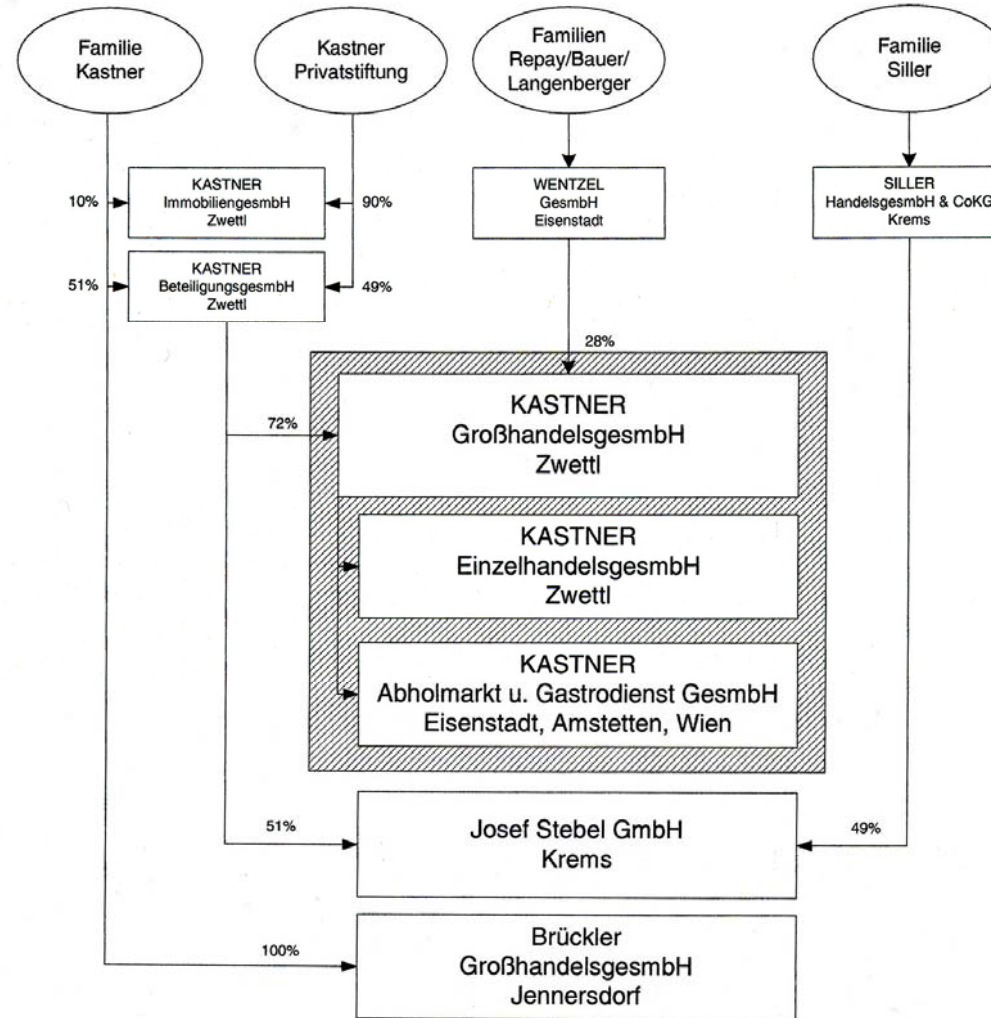 Familie
Kastner
Kastner
Privatstiftung
Familien
Repay/Bauer/
Langenberger
Familie
Siller
10%
KASTNER
ImmobiliengesmbH
Zwettl
90%
WENTZEL
GesmbH
Eisenstadt
SILLER
HandelsgesmbH & CoKG
Krems
51%
KASTNER
BeteiligungsgesmbH
Zwettl
49%
28%
72%
KASTNER
GroßhandelsgesmbH
Zwettl
KASTNER
EinzelhandelsgesmbH
Zwettl
KASTNER
Abholmarkt u. Gastrodienst GesmbH
Eisenstadt, Amstetten, Wien
51%
Josef Stebel GmbH
Krems
49%
100%
Brückler
GroßhandelsgesmbH
Jennersdorf